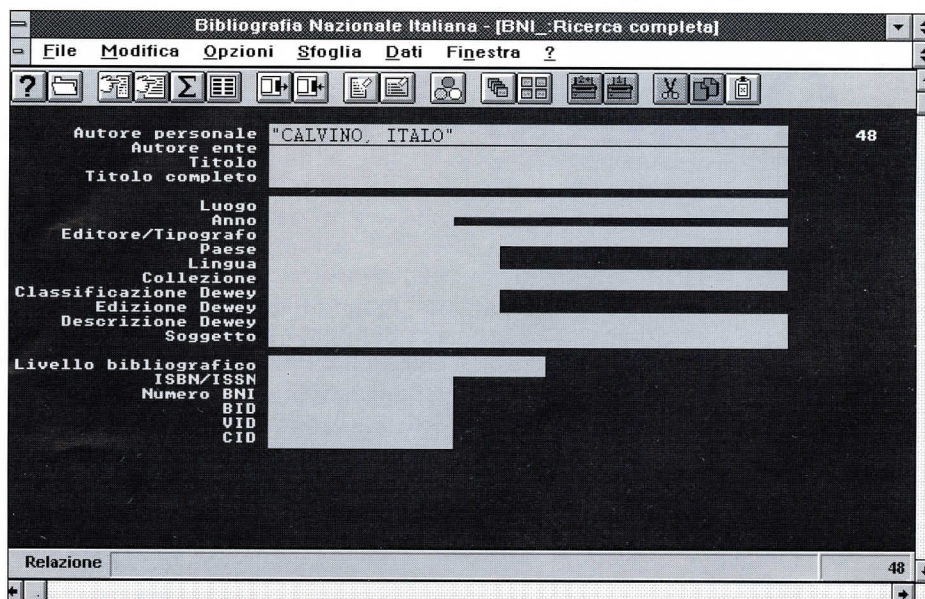 Bibliografia Nazionale Italiana - [BNI_:Ricerca completa]
File Modifica Opzioni Sfoglia Dati Finestra ?
Autore personale "CALVINO, ITALO" 48
Autore ente
Titolo
Titolo completo
Luogo
Anno
Editore/Tipografo
Paese
Lingua
Collezione
Classificazione Dewey
Edizione Dewey
Descrizione Dewey
Soggetto
Livello bibliografico
ISBN/ISSN
Numero BNI
BID
VID
CID
Relazione 48